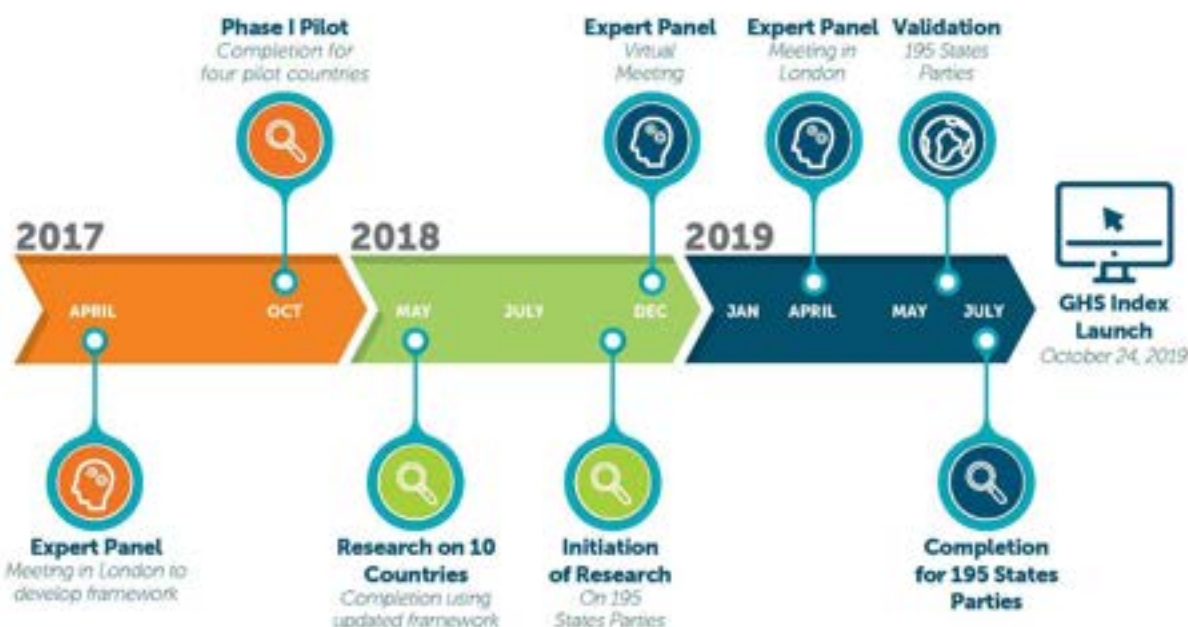 Phase I Pilot
Completion for
four pilot countries
Expert Panel
Virtual
Meeting
Expert Panel
Meeting in
London
Validation
195 States
Parties
2017
2018
2019
APRIL
OCT
MAY
JULY
DEC
JAN
APRIL
MAY
JULY
GHS Index
Launch
October 24, 2019
Expert Panel
Meeting in London to
develop framework
Research on 10
Countries
Completion using
updated framework
Initiation
of Research
On 195
States Parties
Completion
for 195 States
Parties